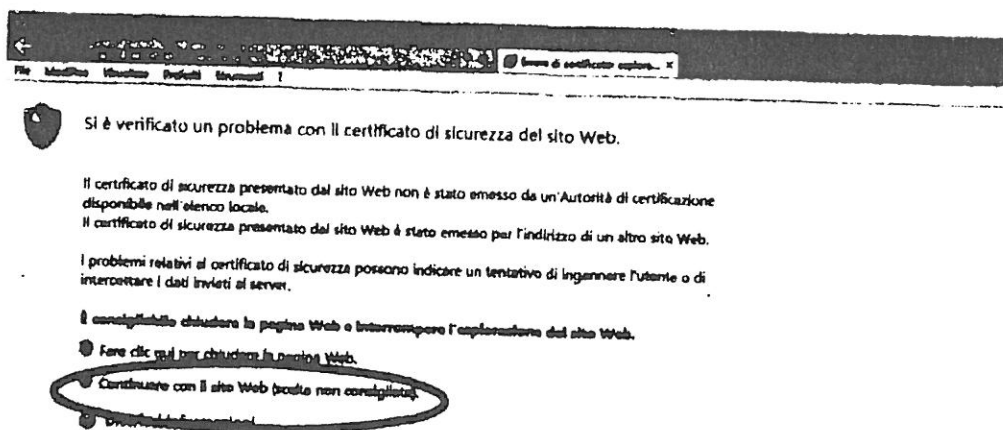 Errore di certificato: esplora... ×
File Modifica Visualizza Preferiti Strumenti ?
Si è verificato un problema con il certificato di sicurezza del sito Web.
Il certificato di sicurezza presentato dal sito Web non è stato emesso da un'Autorità di certificazione
disponibile nell'elenco locale.
Il certificato di sicurezza presentato dal sito Web è stato emesso per l'indirizzo di un altro sito Web.
I problemi relativi al certificato di sicurezza possono indicare un tentativo di ingannare l'utente o di
intercettare i dati inviati al server.
È consigliabile chiudere la pagina Web e interrompere l'esplorazione del sito Web.
Fare clic qui per chiudere la pagina Web.
Continuare con il sito Web (scelta non consigliata).